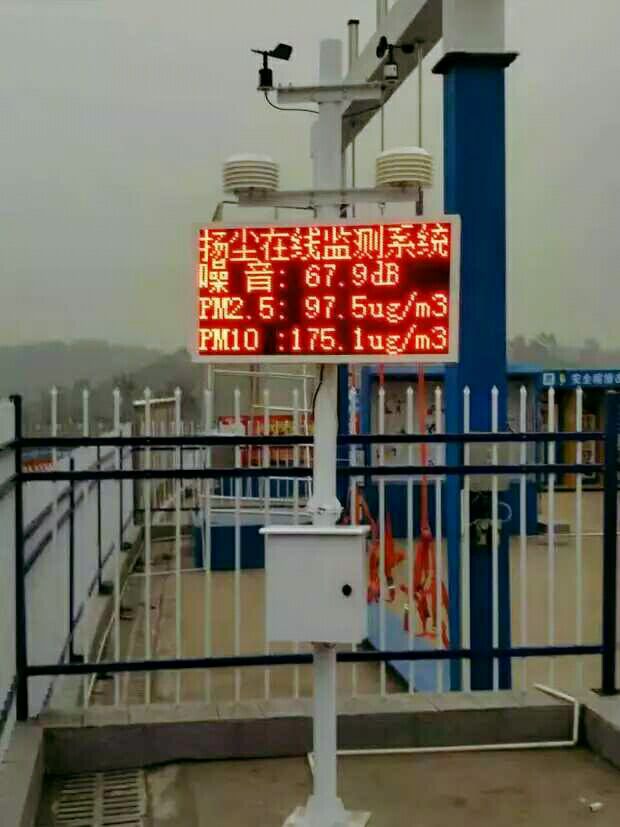 扬尘在线监测系统
噪 音: 67.9dB
PM2.5: 97.5ug/m3
PM10 :175.1ug/m3